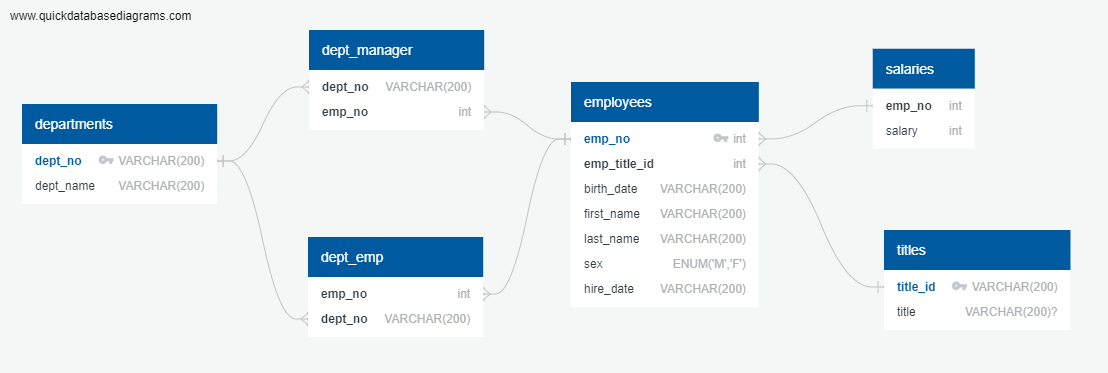 www.quickdatabasediagrams.com
departments
dept_no VARCHAR(200)
dept_name VARCHAR(200)
dept_manager
dept_no VARCHAR(200)
emp_no int
dept_emp
emp_no int
dept_no VARCHAR(200)
employees
emp_no int
emp_title_id int
birth_date VARCHAR(200)
first_name VARCHAR(200)
last_name VARCHAR(200)
sex ENUM('M','F')
hire_date VARCHAR(200)
salaries
emp_no int
salary int
titles
title_id VARCHAR(200)
title VARCHAR(200)?